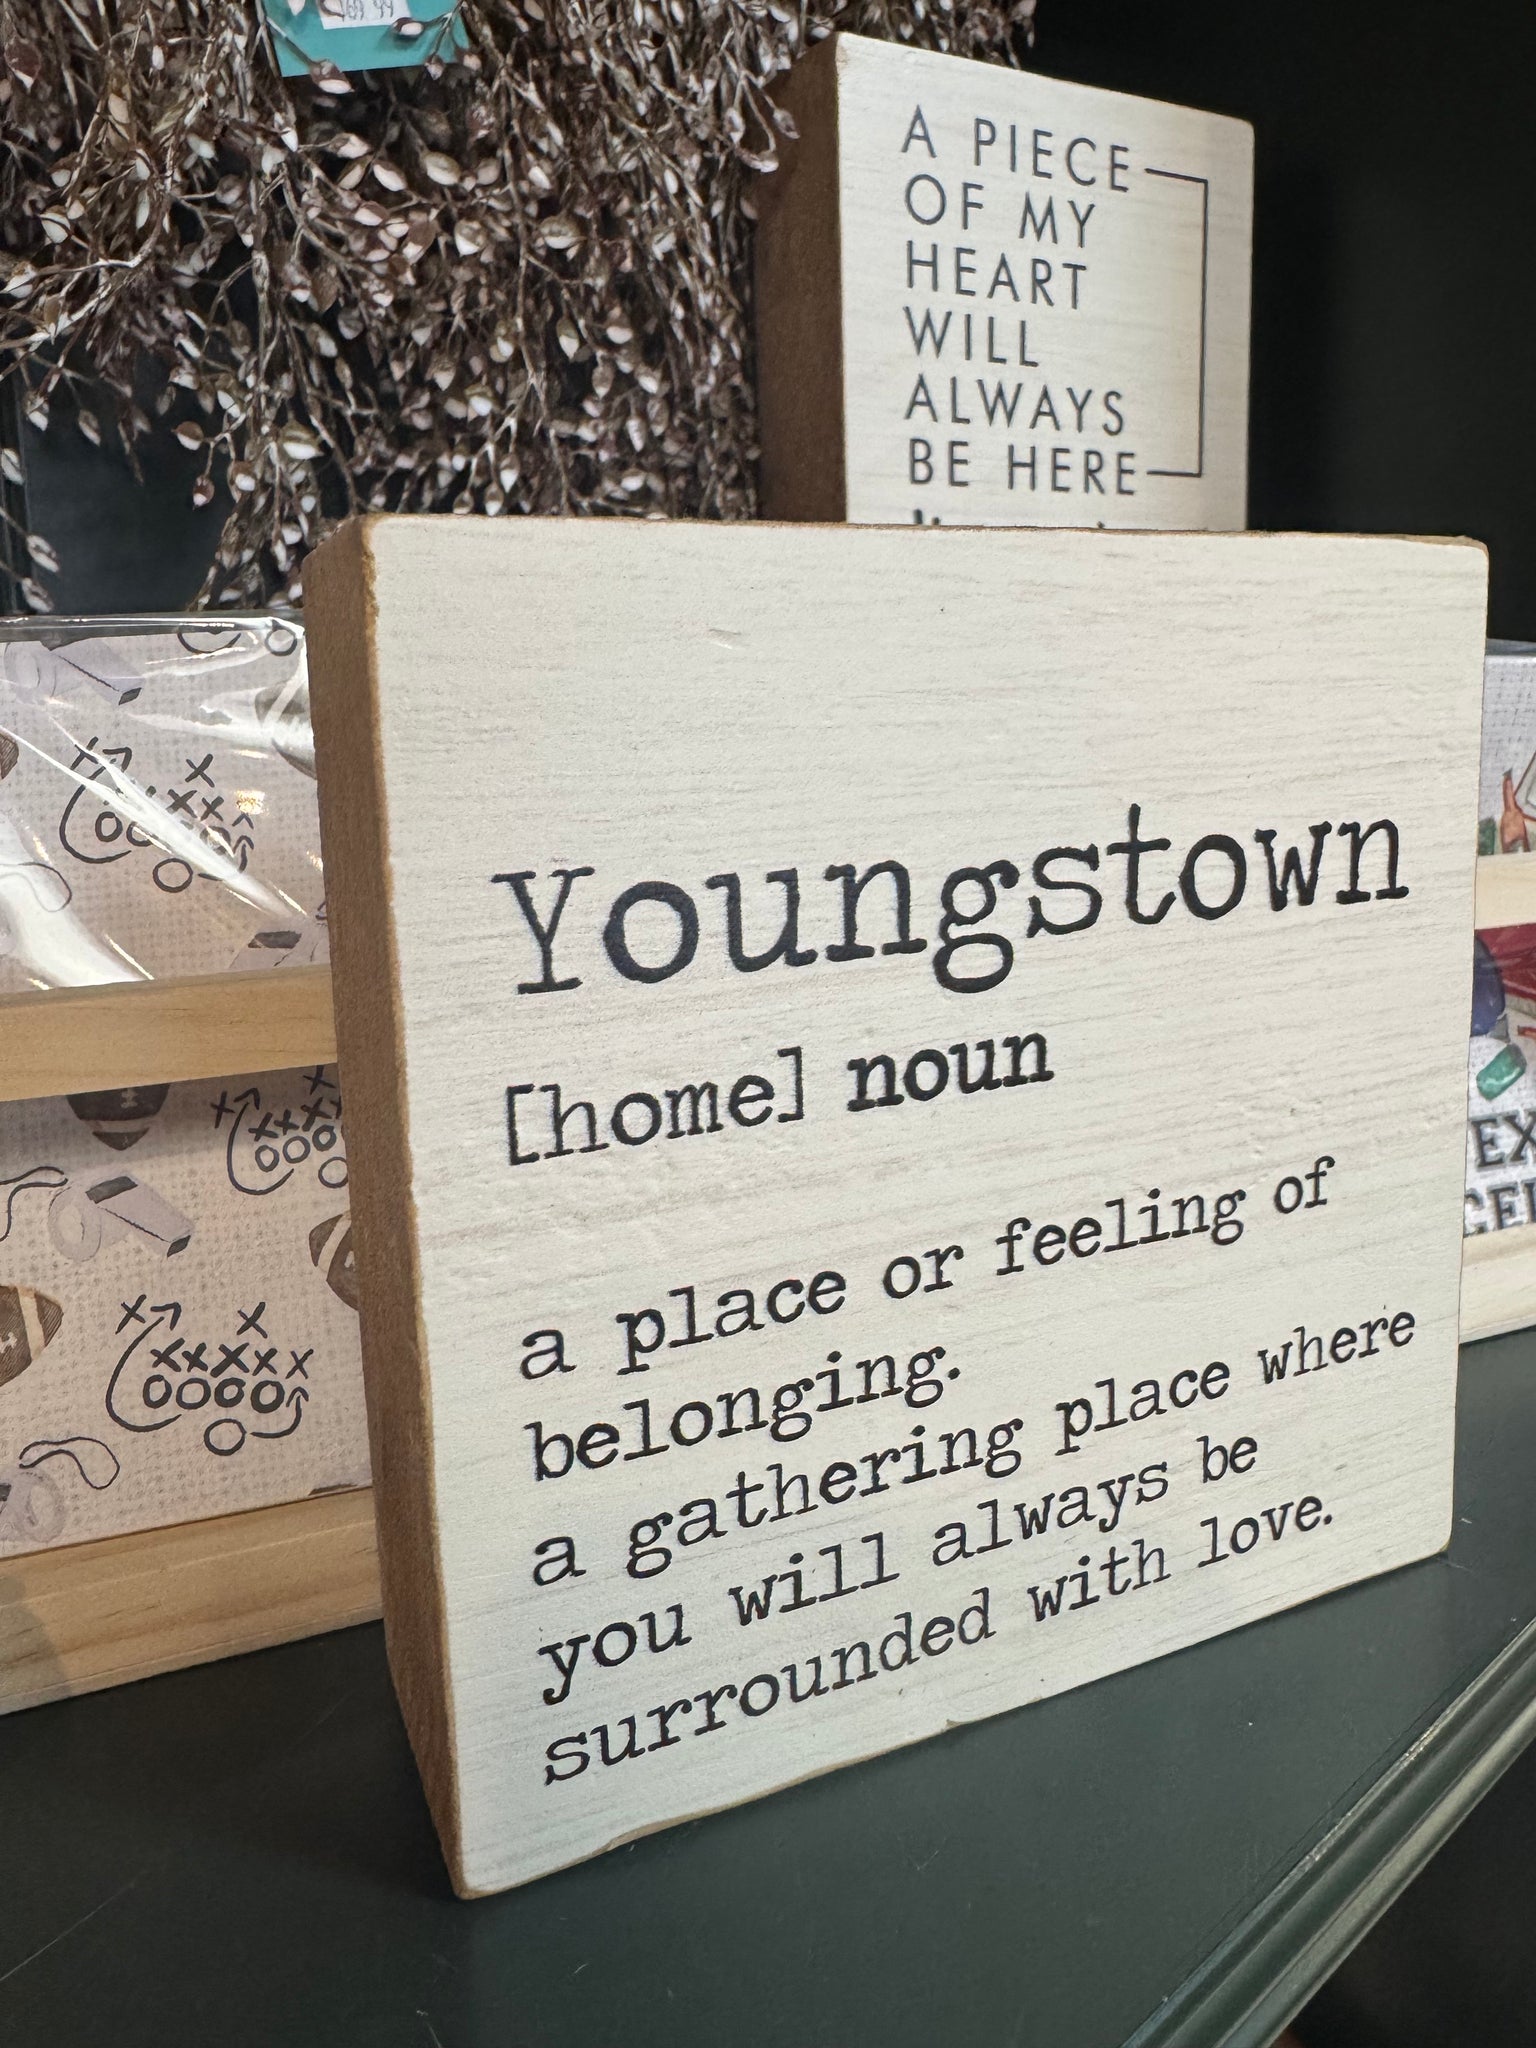 A PIECE
OF MY
HEART
WILL
ALWAYS
BE HERE
Youngstown
[home] noun
a place or feeling of
belonging.
a gathering place where
you will always be
surrounded with love.